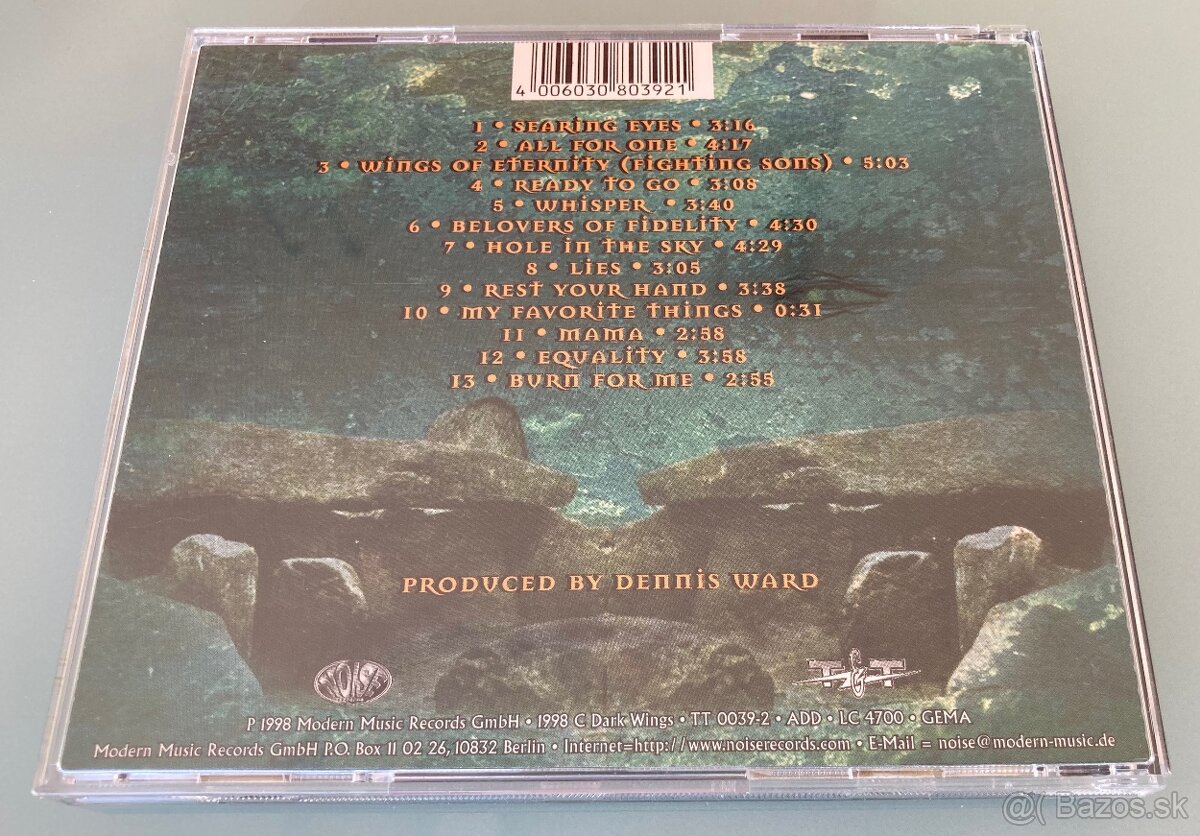 4 006030 803921
1 • SEARING EYES • 3:16
2 • ALL FOR ONE • 4:17
3 • WINGS OF ETERNITY (FIGHTING SONS) • 5:03
4 • READY TO GO • 3:08
5 • WHISPER • 3:40
6 • BELOVERS OF FIDELITY • 4:30
7 • HOLE IN THE SKY • 4:29
8 • LIES • 3:05
9 • REST YOUR HAND • 3:38
10 • MY FAVORITE THINGS • 0:31
11 • MAMA • 2:58
12 • EQUALITY • 3:58
13 • BURN FOR ME • 2:55
PRODUCED BY DENNIS WARD
NOISE
T & T
P 1998 Modern Music Records GmbH • 1998 C Dark Wings • TT 0039-2 • ADD • LC 4700 • GEMA
Modern Music Records GmbH P.O. Box 11 02 26, 10832 Berlin • Internet=http://www.noiserecords.com • E-Mail = noise@modern-music.de
@( Bazos.sk